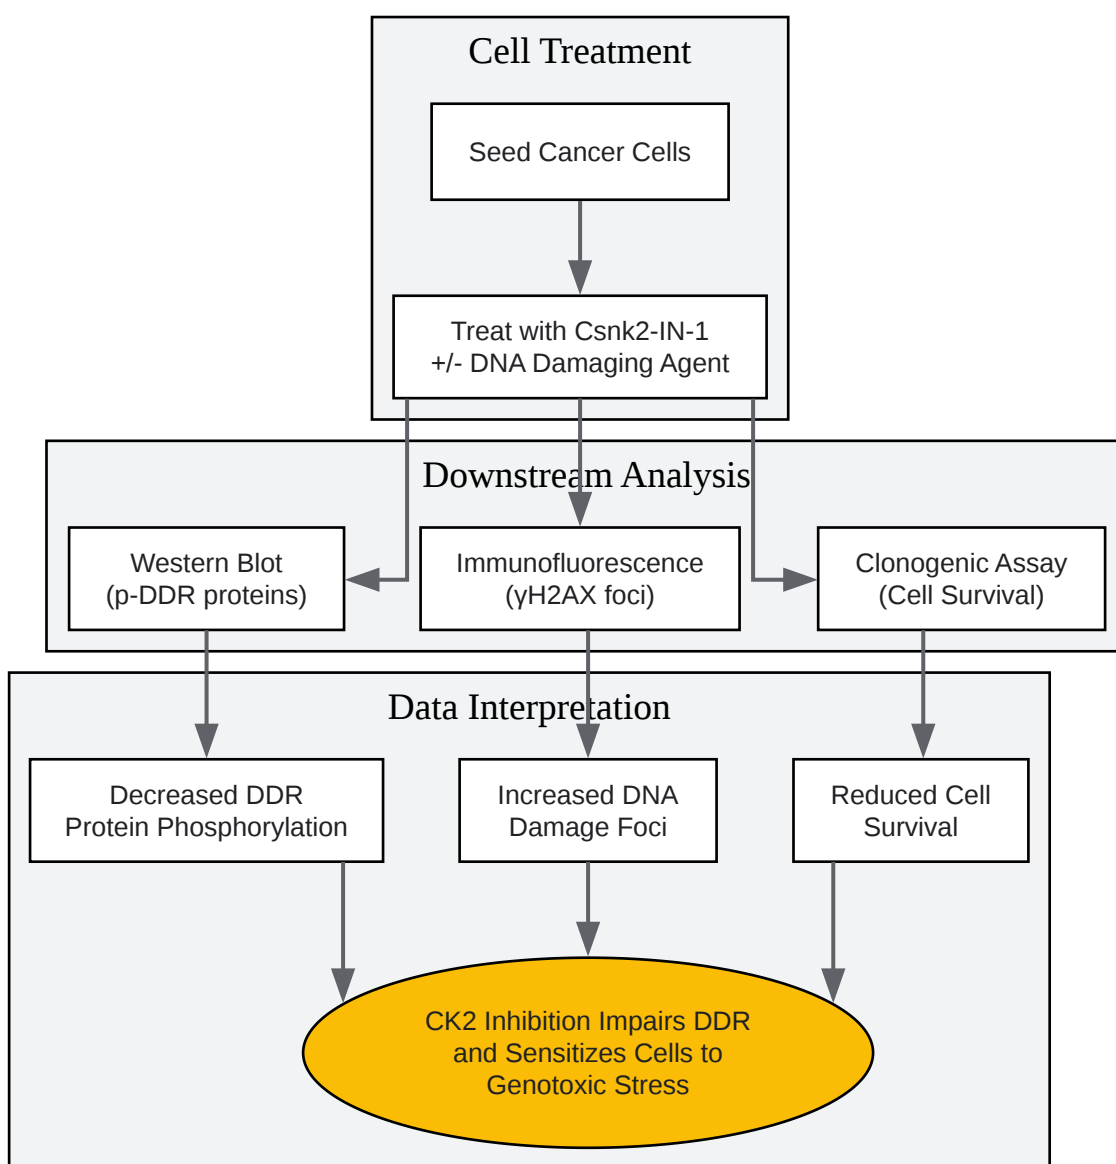 Cell Treatment
Seed Cancer Cells
Treat with Csnk2-IN-1
+/- DNA Damaging Agent
Downstream Analysis
Western Blot
(p-DDR proteins)
Immunofluorescence
(γH2AX foci)
Clonogenic Assay
(Cell Survival)
Data Interpretation
Decreased DDR
Protein Phosphorylation
Increased DNA
Damage Foci
Reduced Cell
Survival
CK2 Inhibition Impairs DDR
and Sensitizes Cells to
Genotoxic Stress